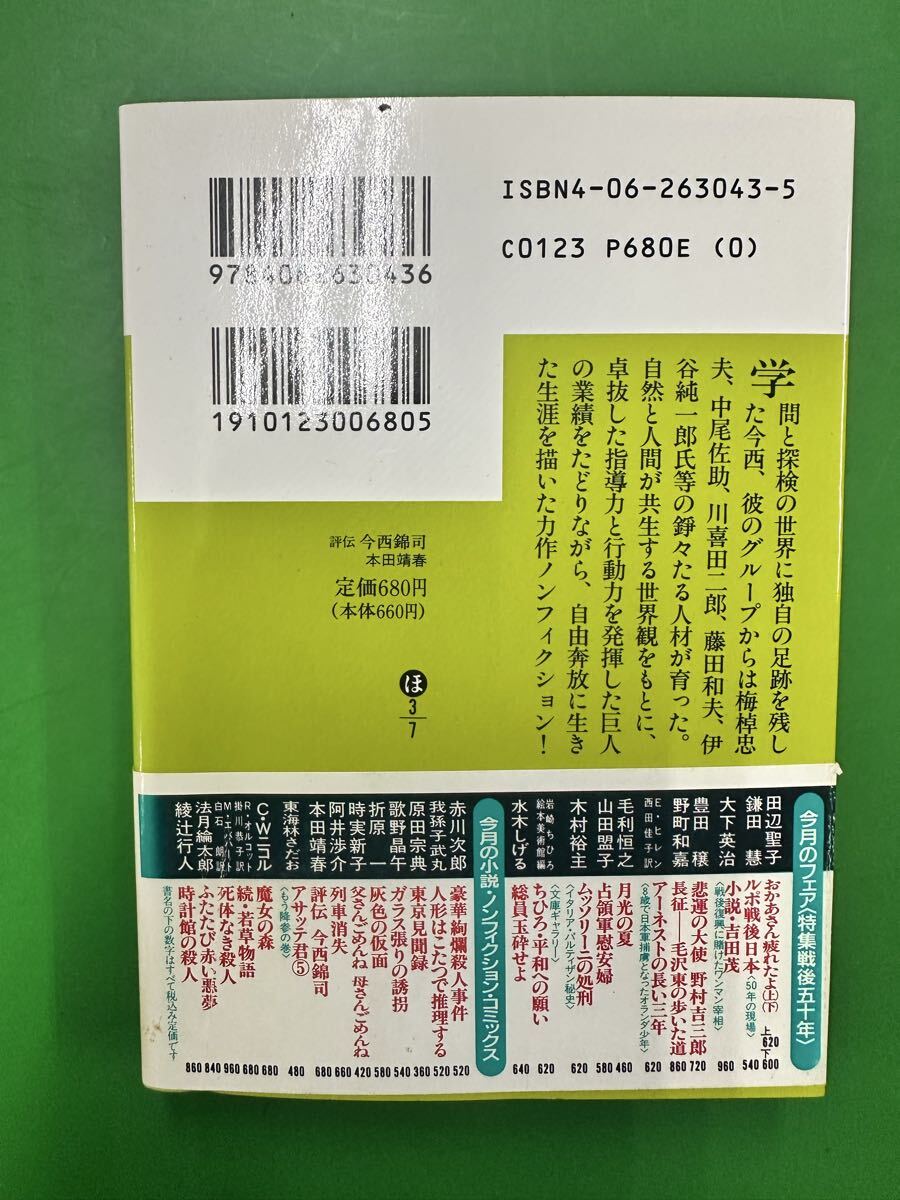 ISBN4-06-263043-5
C0123 P680E (0)
9784062630436
1910123006805
学問と探検の世界に独自の足跡を残し
た今西、彼のグループからは梅棹忠
夫、中尾佐助、川喜田二郎、藤田和夫、伊
谷純一郎氏等の錚々たる人材が育った。
自然と人間が共生する世界観をもとに、
卓抜した指導力と行動力を発揮した巨人
の業績をたどりながら、自由奔放に生き
た生涯を描いた力作ノンフィクション!
評伝 今西錦司
本田靖春
定価680円
(本体660円)
ほ
3
7
今月のフェア〈特集戦後五十年〉
田辺聖子 おかあさん疲れたよ(上)(下) 上620 下600
鎌田 慧 ルポ戦後日本〈50年の現場〉 540
大下英治 小説・吉田茂〈戦後復興に賭けたワンマン宰相〉 960
豊田 穣 悲運の大使 野村吉三郎 720
野町和嘉 長征——毛沢東の歩いた道 860
E・ヒレン 西田佳子訳 アーネストの長い三年〈8歳で日本軍捕虜となったオランダ少年〉 620
毛利恒之 月光の夏 460
山田盟子 占領軍慰安婦 580
木村裕主 ムッソリーニの処刑〈イタリア・パルティザン秘史〉 620
岩崎ちひろ 絵本美術館編 ちひろ・平和への願い〈文庫ギャラリー〉 620
水木しげる 総員玉砕せよ 640
今月の小説・ノンフィクション・コミックス
赤川次郎 豪華絢爛殺人事件 520
我孫子武丸 人形はこたつで推理する 520
原田宗典 東京見聞録 360
歌野晶午 ガラス張りの誘拐 540
折原 一 灰色の仮面 580
時実新子 父さんごめんね 母さんごめんね 420
阿井渉介 列車消失 660
本田靖春 評伝 今西錦司 680
東海林さだお アサッテ君⑤〈もう降参の巻〉 480
C・W・ニコル 魔女の森 680
R・オルコット 掛川恭子訳 続・若草物語 680
M・エバハート 白石 朗訳 死体なき殺人 960
法月綸太郎 ふたたび赤い悪夢 840
綾辻行人 時計館の殺人 860
書名の下の数字はすべて税込み定価です